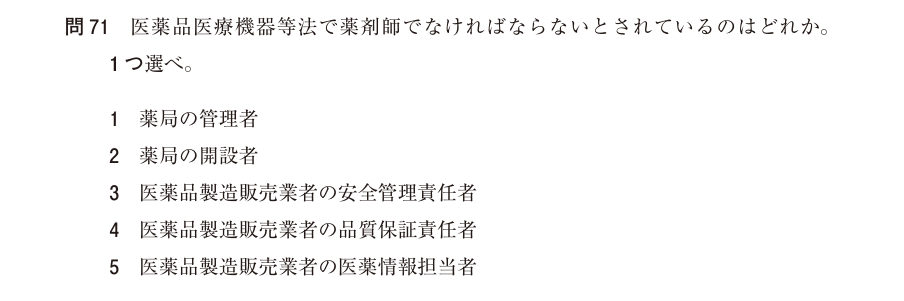 問71 医薬品医療機器等法で薬剤師でなければならないとされているのはどれか。
1つ選べ。
1 薬局の管理者
2 薬局の開設者
3 医薬品製造販売業者の安全管理責任者
4 医薬品製造販売業者の品質保証責任者
5 医薬品製造販売業者の医薬情報担当者